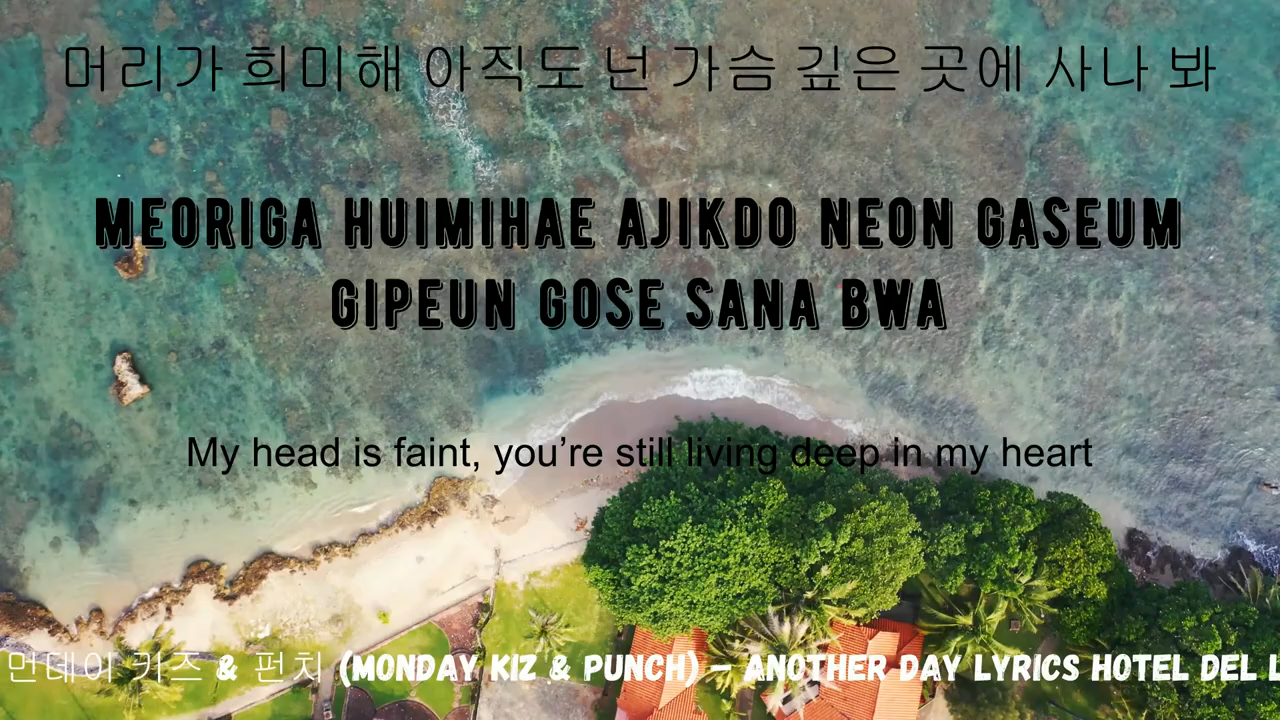 머리가 희미해 아직도 넌 가슴 깊은 곳에 사나 봐
MEORIGA HUIMIHAE AJIKDO NEON GASEUM
GIPEUN GOSE SANA BWA
My head is faint, you’re still living deep in my heart
먼데이 키즈 & 펀치 (MONDAY KIZ & PUNCH) – ANOTHER DAY LYRICS HOTEL DEL L